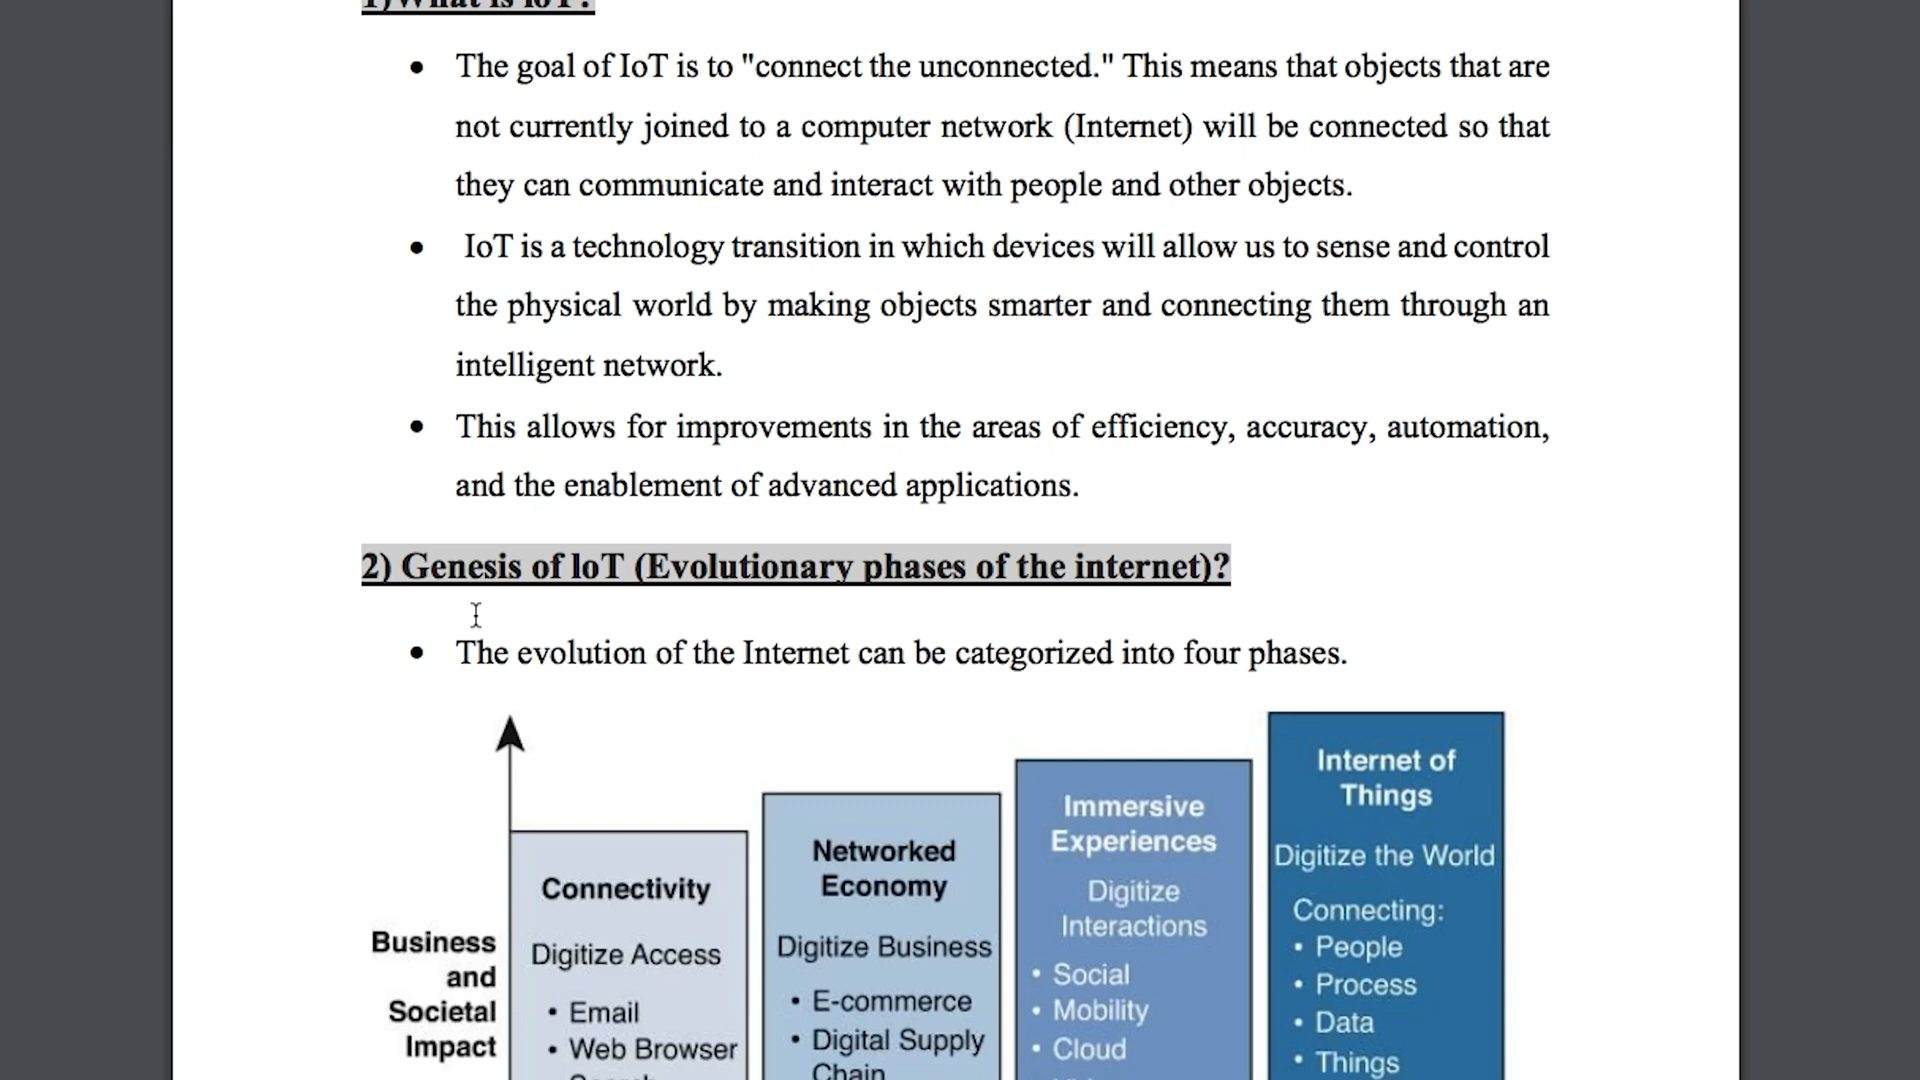 1)What is IoT?
• The goal of IoT is to "connect the unconnected." This means that objects that are
not currently joined to a computer network (Internet) will be connected so that
they can communicate and interact with people and other objects.
• IoT is a technology transition in which devices will allow us to sense and control
the physical world by making objects smarter and connecting them through an
intelligent network.
• This allows for improvements in the areas of efficiency, accuracy, automation,
and the enablement of advanced applications.
2) Genesis of IoT (Evolutionary phases of the internet)?
• The evolution of the Internet can be categorized into four phases.
Business
and
Societal
Impact
Connectivity
Digitize Access
• Email
• Web Browser
Networked
Economy
Digitize Business
• E-commerce
• Digital Supply
Chain
Immersive
Experiences
Digitize
Interactions
• Social
• Mobility
• Cloud
Internet of
Things
Digitize the World
Connecting:
• People
• Process
• Data
• Things